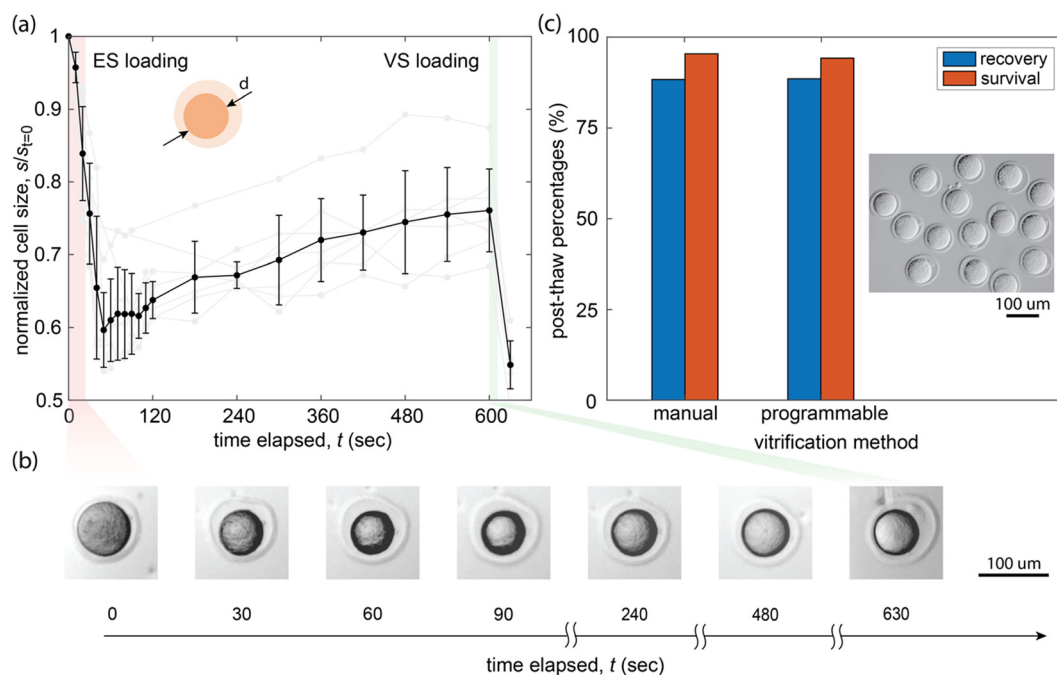 (a)
ES loading
VS loading
d
1
0.9
0.8
0.7
0.6
0.5
normalized cell size, s/s_t=0
0 120 240 360 480 600
time elapsed, t (sec)
(c)
recovery
survival
100
75
50
25
0
post-thaw percentages (%)
manual programmable
vitrification method
100 um
(b)
100 um
0 30 60 90 240 480 630
time elapsed, t (sec)